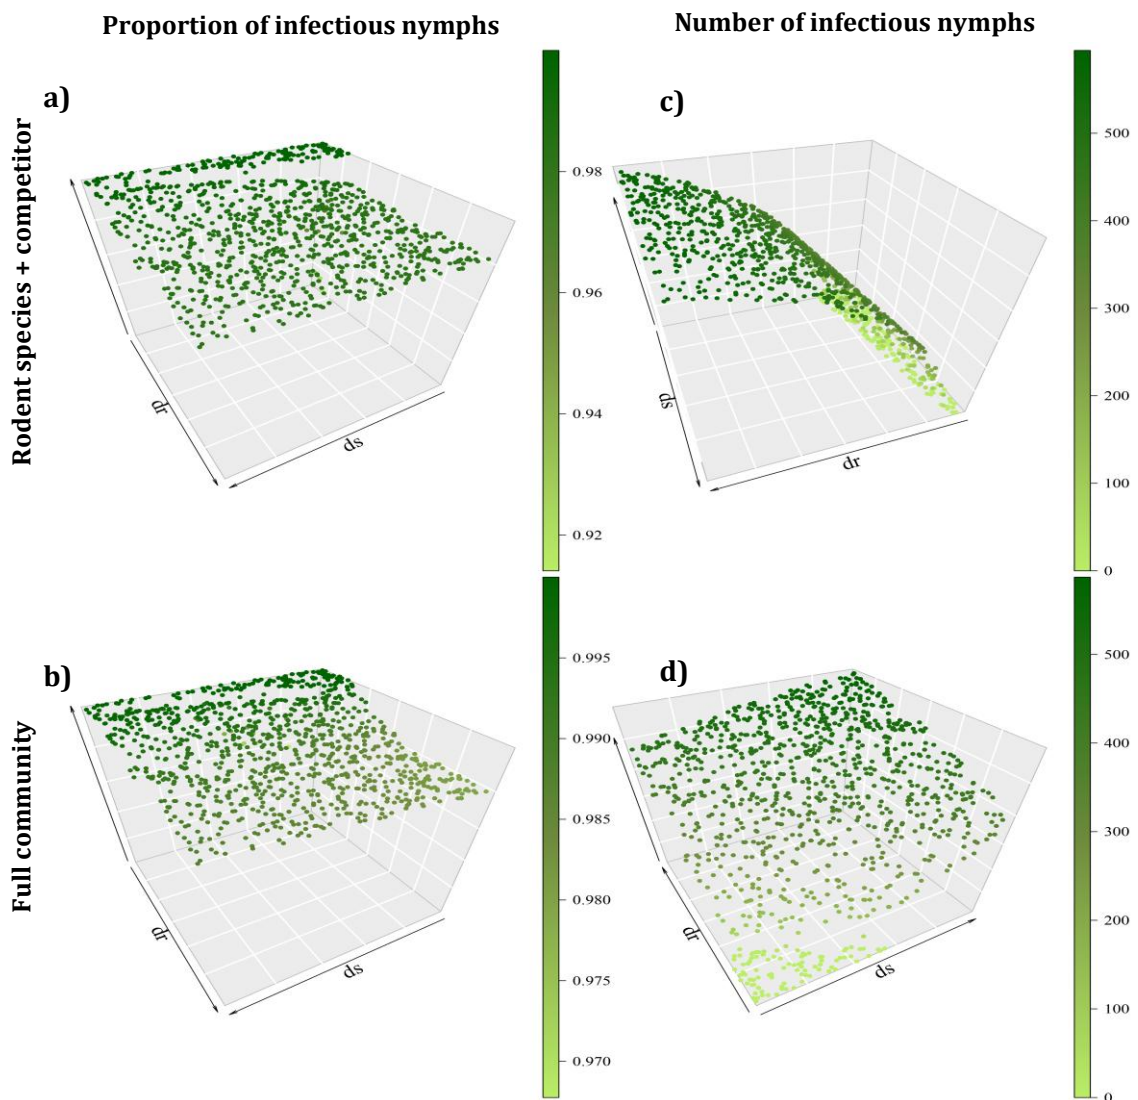 Proportion of infectious nymphs
Number of infectious nymphs
Rodent species + competitor
a)
dr
ds
0.98
0.96
0.94
0.92
c)
ds
dr
500
400
300
200
100
0
Full community
b)
dr
ds
0.995
0.990
0.985
0.980
0.975
0.970
d)
dr
ds
500
400
300
200
100
0